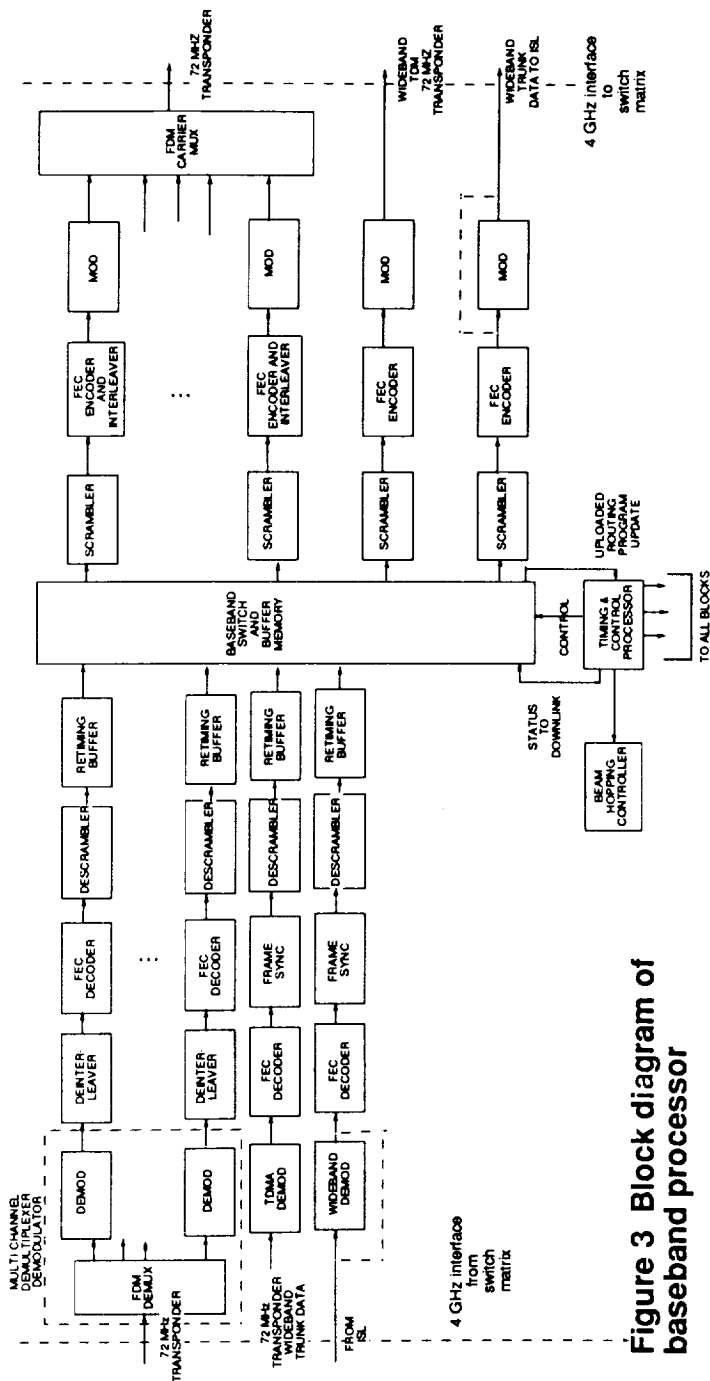 MULTI CHANNEL
DEMULTIPLEXER
DEMODULATOR
72 MHz
TRANSPONDER
FDM
DEMUX
DEMOD
DEINTER-
LEAVER
FEC
DECODER
DESCRAMBLER
RETIMING
BUFFER
...
DEMOD
DEINTER-
LEAVER
FEC
DECODER
DESCRAMBLER
RETIMING
BUFFER
72 MHz
TRANSPONDER
WIDEBAND
TRUNK DATA
TDMA
DEMOD
FEC
DECODER
FRAME
SYNC
DESCRAMBLER
RETIMING
BUFFER
FROM
ISL
WIDEBAND
DEMOD
FEC
DECODER
FRAME
SYNC
DESCRAMBLER
RETIMING
BUFFER
4 GHz interface
from
switch
matrix
BASEBAND
SWITCH
AND
BUFFER
MEMORY
SCRAMBLER
FEC
ENCODER
AND
INTERLEAVER
MOD
...
SCRAMBLER
FEC
ENCODER AND
INTERLEAVER
MOD
FDM
CARRIER
MUX
72 MHZ
TRANSPONDER
SCRAMBLER
FEC
ENCODER
MOD
WIDEBAND
TDM
72 MHZ
TRANSPONDER
SCRAMBLER
FEC
ENCODER
MOD
WIDEBAND
TRUNK
DATA TO ISL
4 GHz interface
to
switch
matrix
STATUS
TO
DOWNLINK
CONTROL
UPLOADED
ROUTING
PROGRAM
UPDATE
BEAM
HOPPING
CONTROLLER
TIMING &
CONTROL
PROCESSOR
TO ALL BLOCKS
Figure 3 Block diagram of
baseband processor